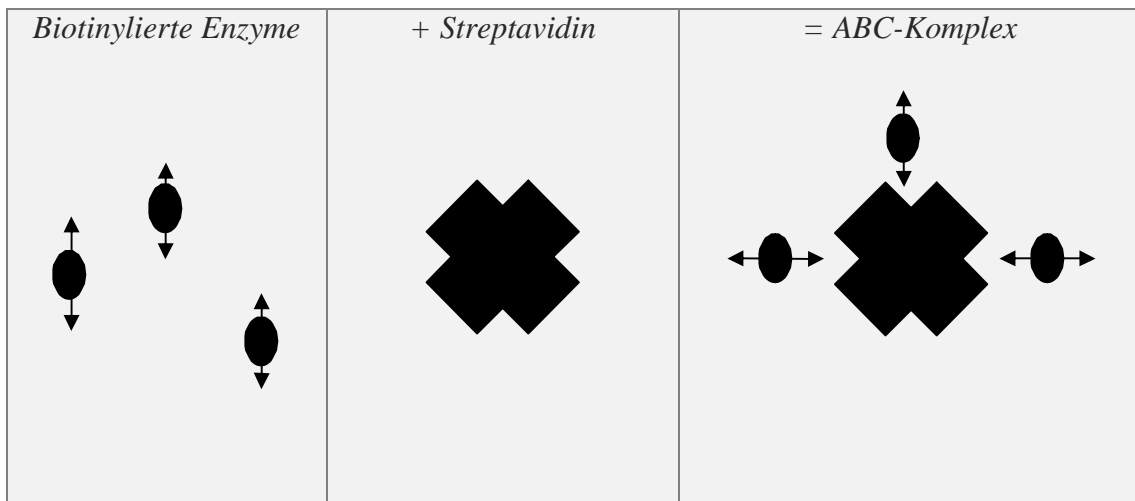 Biotinylierte Enzyme
+ Streptavidin
= ABC-Komplex